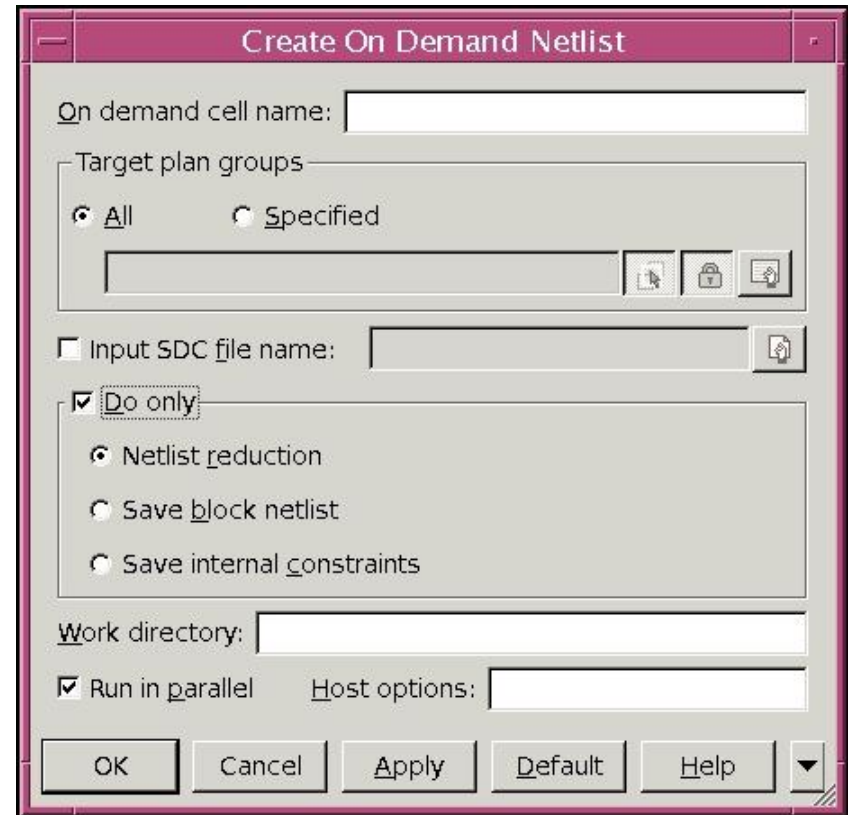 Create On Demand Netlist
On demand cell name:
Target plan groups
All Specified
Input SDC file name:
Do only
Netlist reduction
Save block netlist
Save internal constraints
Work directory:
Run in parallel Host options:
OK Cancel Apply Default Help